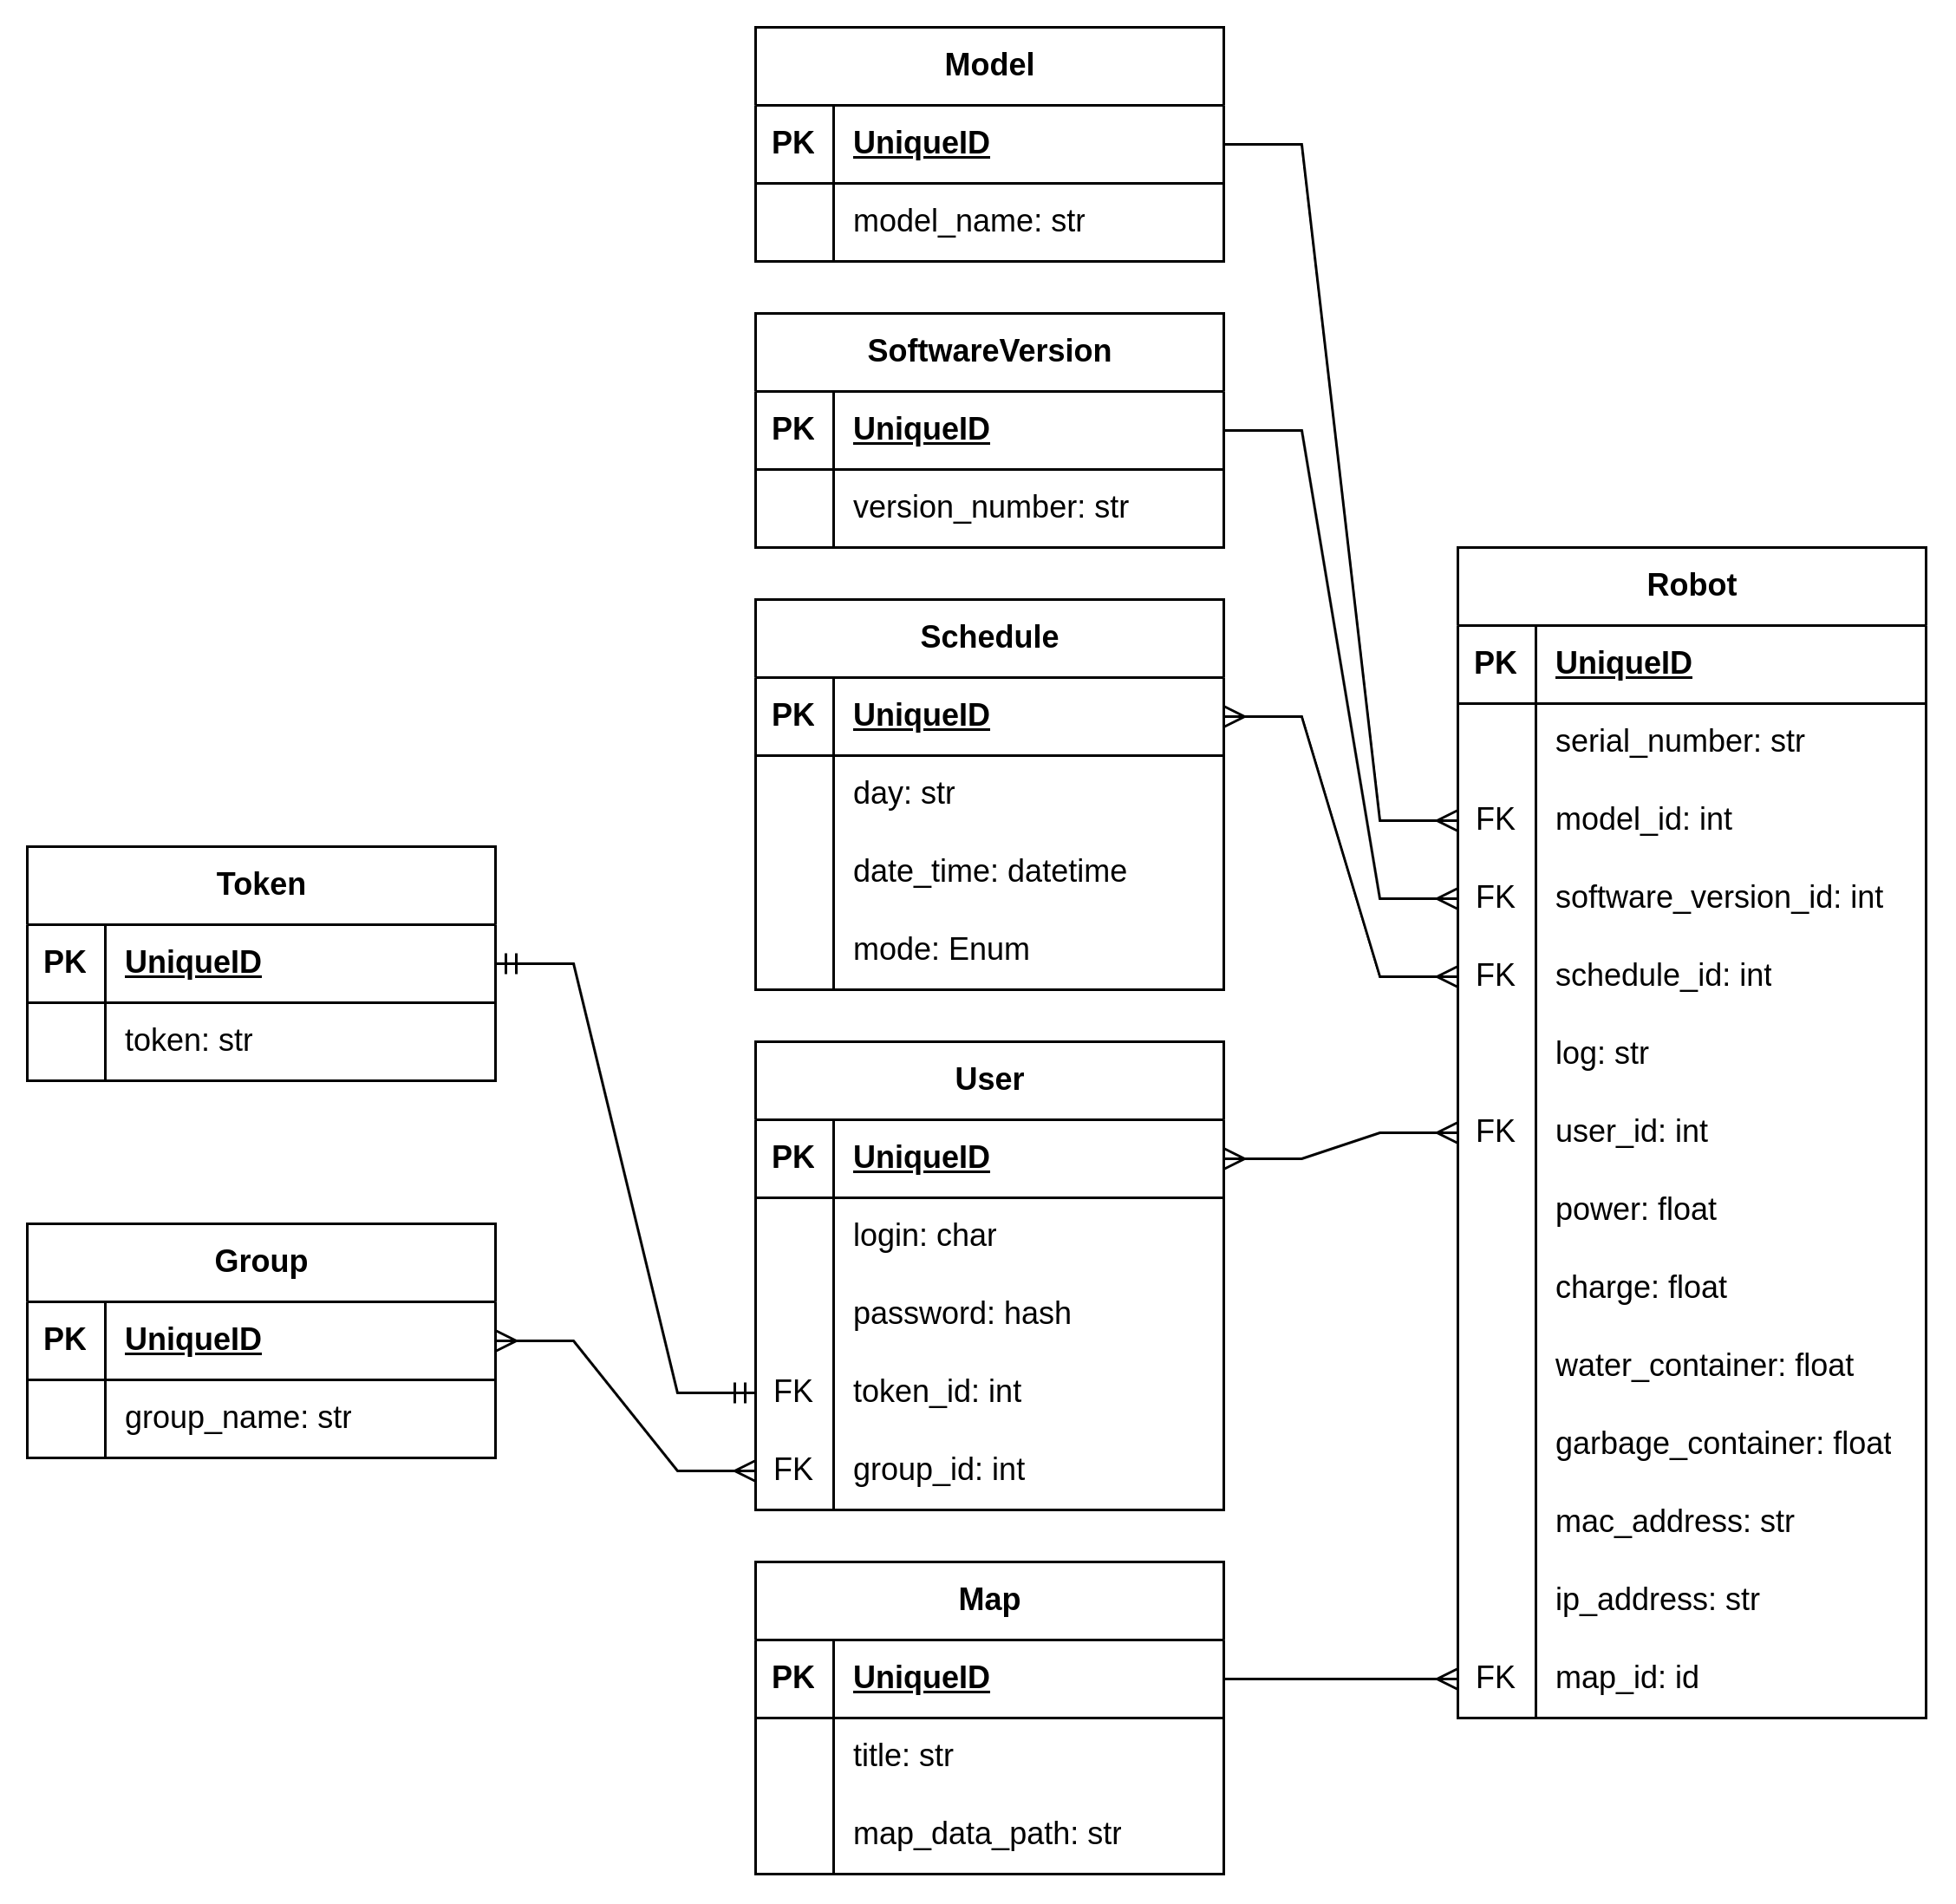 Model
PK UniqueID
model_name: str
SoftwareVersion
PK UniqueID
version_number: str
Schedule
PK UniqueID
day: str
date_time: datetime
mode: Enum
Token
PK UniqueID
token: str
Group
PK UniqueID
group_name: str
User
PK UniqueID
login: char
password: hash
FK token_id: int
FK group_id: int
Map
PK UniqueID
title: str
map_data_path: str
Robot
PK UniqueID
serial_number: str
FK model_id: int
FK software_version_id: int
FK schedule_id: int
log: str
FK user_id: int
power: float
charge: float
water_container: float
garbage_container: float
mac_address: str
ip_address: str
FK map_id: id